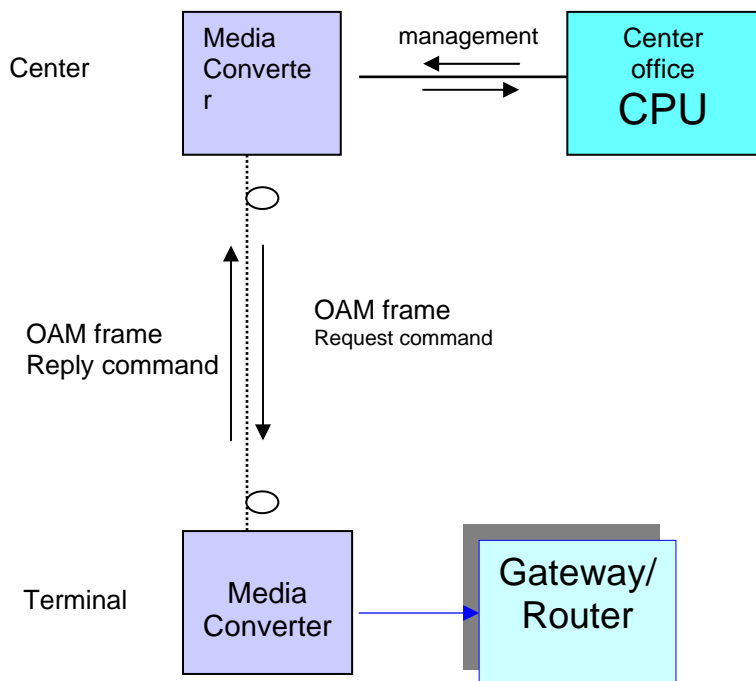 Center
Media
Converte
r
management
Center
office
CPU
OAM frame
Reply command
OAM frame
Request command
Terminal
Media
Converter
Gateway/
Router